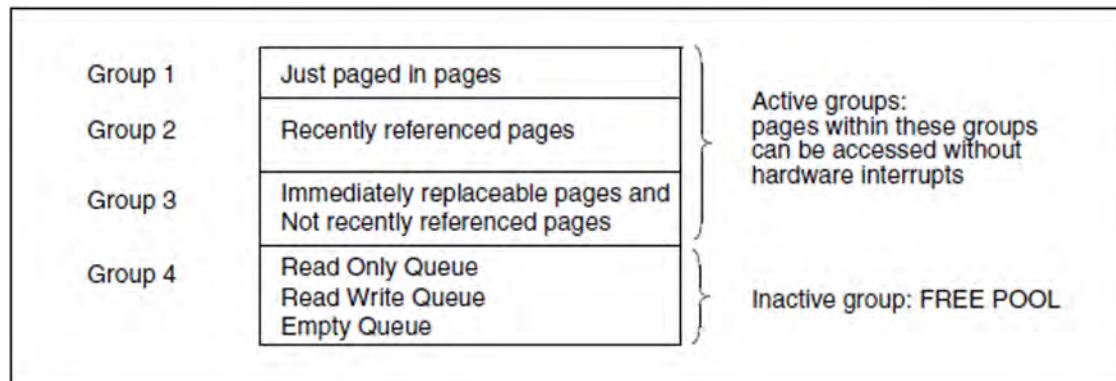 Group 1
Just paged in pages
Group 2
Recently referenced pages
Group 3
Immediately replaceable pages and
Not recently referenced pages
Group 4
Read Only Queue
Read Write Queue
Empty Queue
Active groups:
pages within these groups
can be accessed without
hardware interrupts
Inactive group: FREE POOL